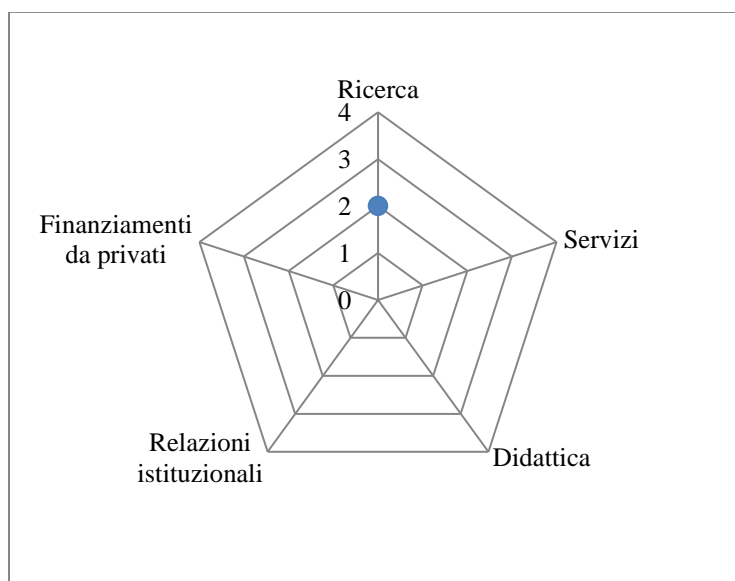 Ricerca
4
3
2
1
0
Servizi
Didattica
Relazioni
istituzionali
Finanziamenti
da privati